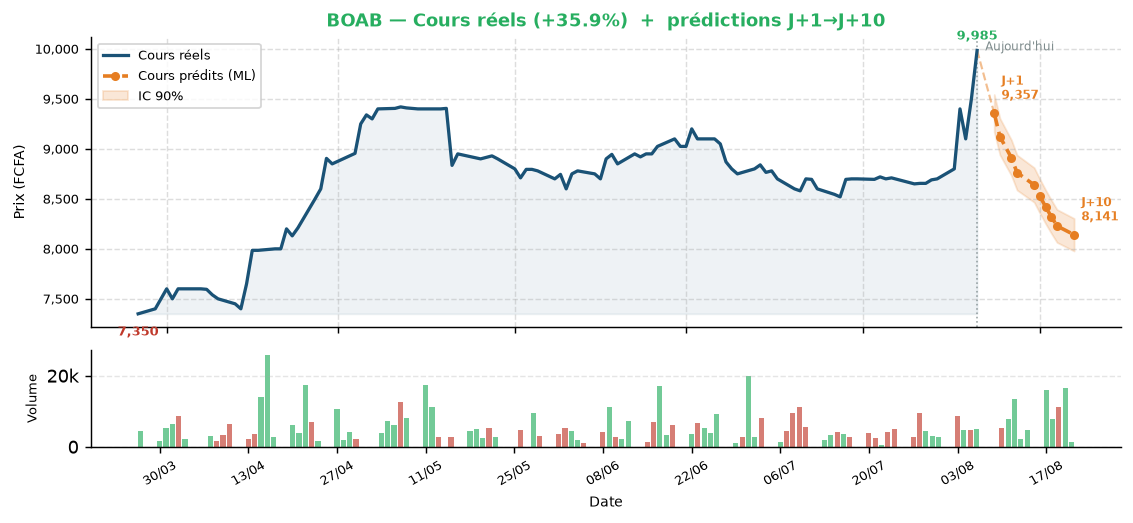 BOAB — Cours réels (+35.9%)  +  prédictions J+1→J+10
9,985
Aujourd'hui
Cours réels
Cours prédits (ML)
IC 90%
J+1
9,357
J+10
8,141
7,350
Prix (FCFA)
10,000
9,500
9,000
8,500
8,000
7,500
Volume
20k
0
30/03 13/04 27/04 11/05 25/05 08/06 22/06 06/07 20/07 03/08 17/08
Date